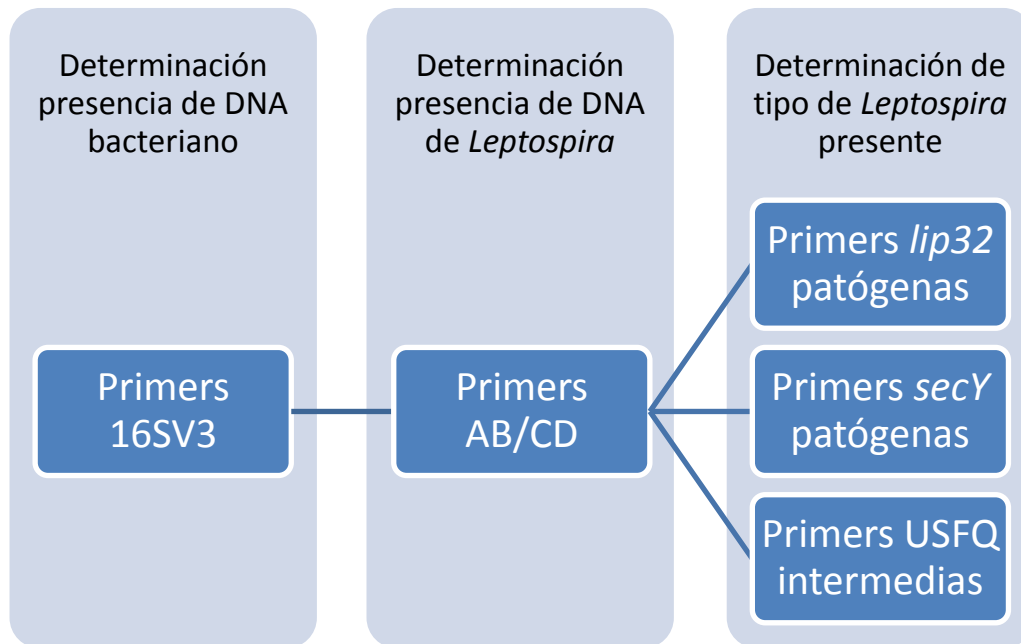 Determinación
presencia de DNA
bacteriano
Primers
16SV3
Determinación
presencia de DNA
de Leptospira
Primers
AB/CD
Determinación de
tipo de Leptospira
presente
Primers lip32
patógenas
Primers secY
patógenas
Primers USFQ
intermedias